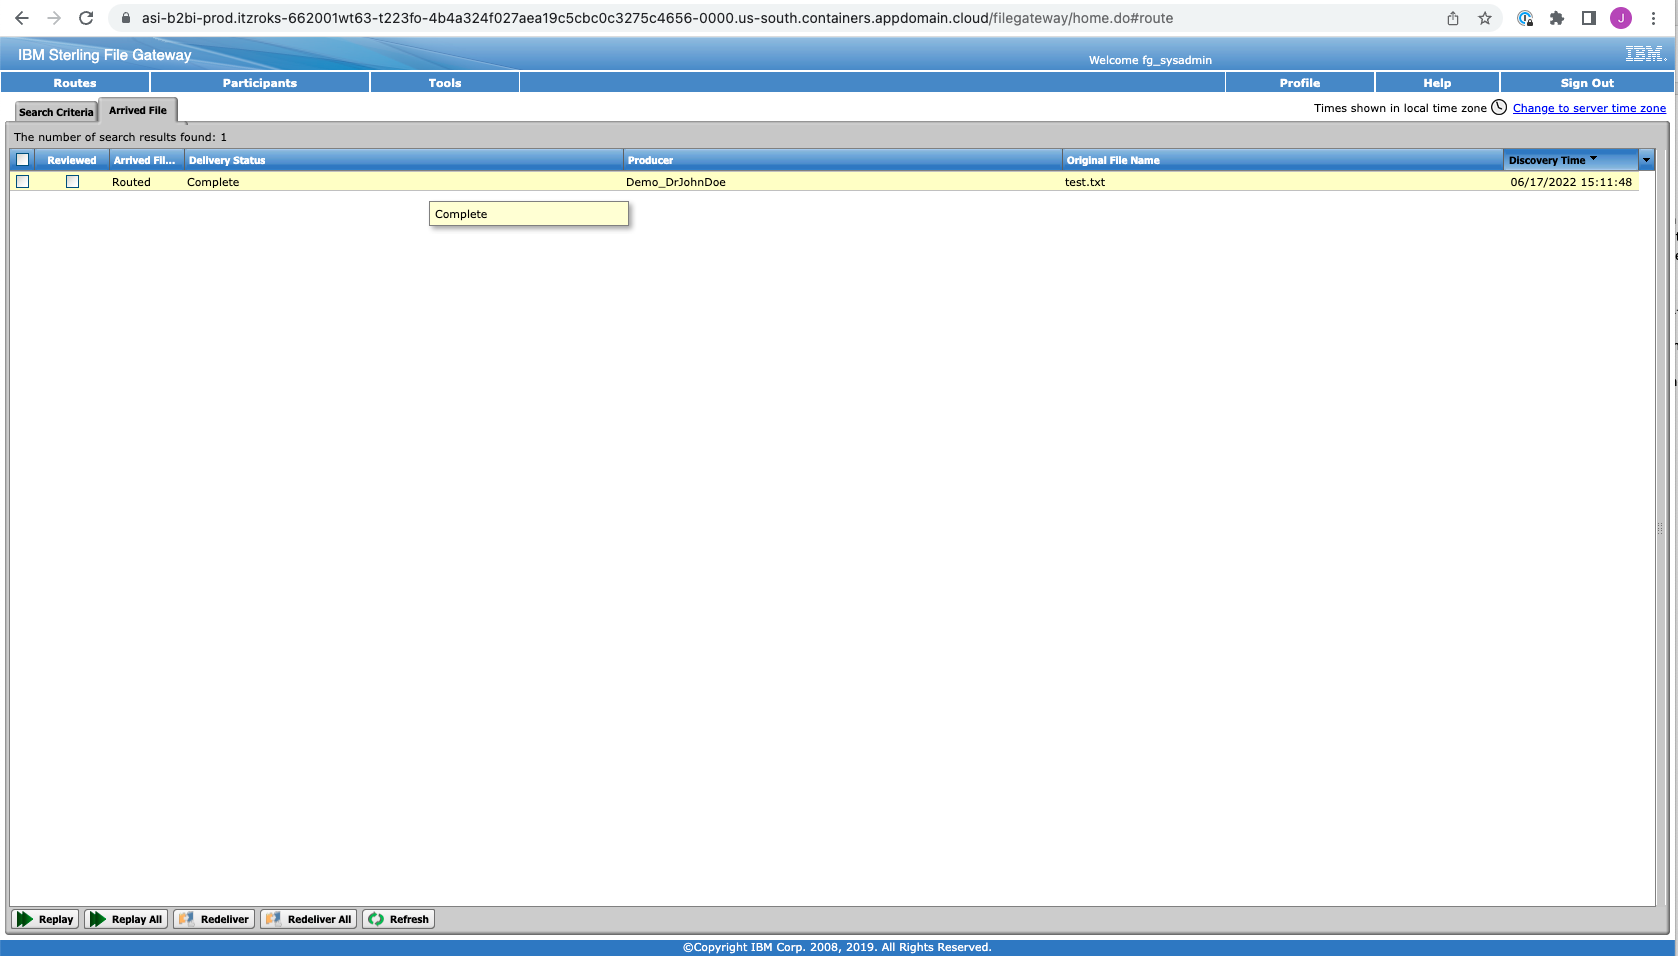 asi-b2bi-prod.itzroks-662001wt63-t223fo-4b4a324f027aea19c5cbc0c3275c4656-0000.us-south.containers.appdomain.cloud/filegateway/home.do#route
J
IBM Sterling File Gateway
Welcome fg_sysadmin
IBM
Routes Participants Tools Profile Help Sign Out
Search Criteria Arrived File
Times shown in local time zone Change to server time zone
The number of search results found: 1
Reviewed Arrived Fil... Delivery Status Producer Original File Name Discovery Time
Routed Complete Demo_DrJohnDoe test.txt 06/17/2022 15:11:48
Complete
Replay Replay All Redeliver Redeliver All Refresh
©Copyright IBM Corp. 2008, 2019. All Rights Reserved.